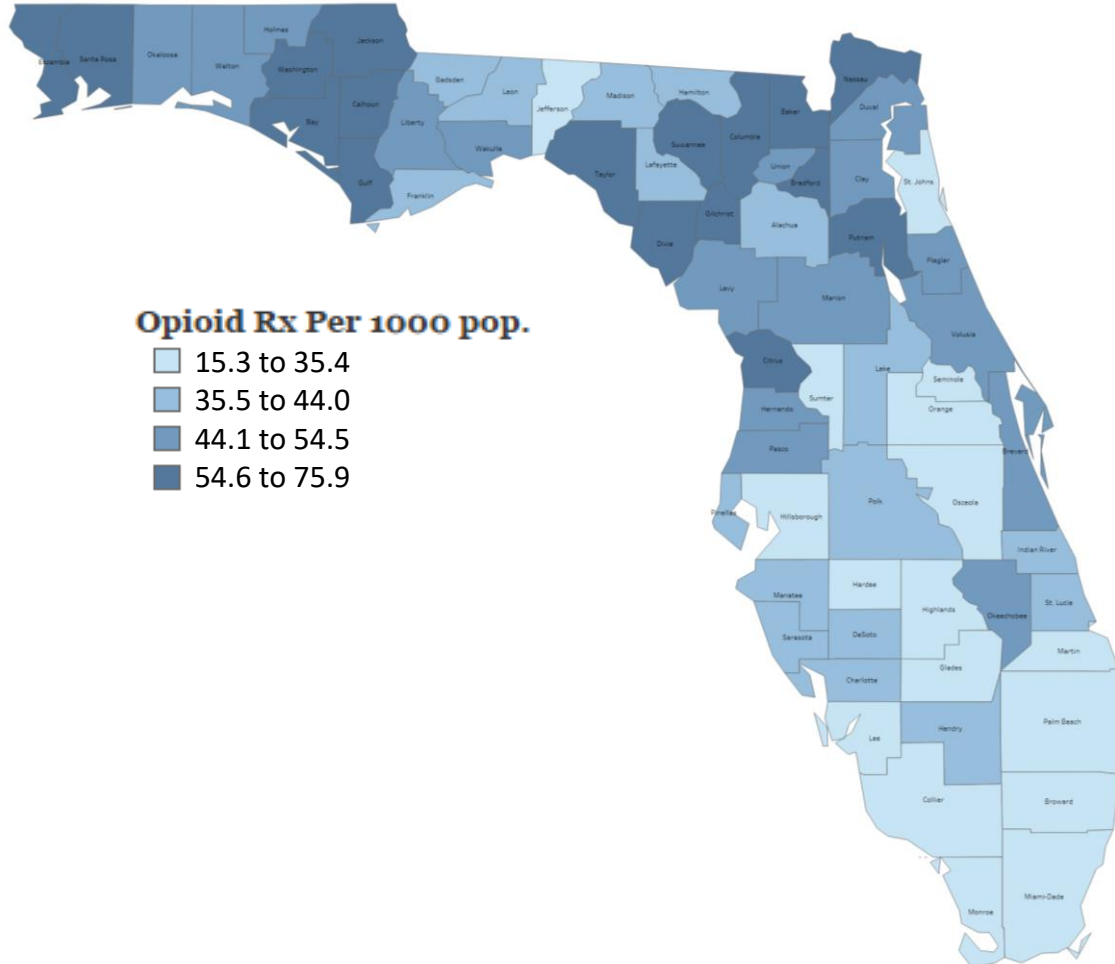 Holmes
Jackson
Escambia
Santa Rosa
Okaloosa
Walton
Washington
Nassau
Gadsden
Leon
Madison
Hamilton
Calhoun
Jefferson
Baker
Duval
Bay
Liberty
Columbia
Suwannee
Wakulla
Lafayette
Union
Taylor
Clay
St. Johns
Gulf
Bradford
Franklin
Gilchrist
Alachua
Putnam
Dixie
Flagler
Levy
Marion
Opioid Rx Per 1000 pop.
15.3 to 35.4
35.5 to 44.0
44.1 to 54.5
54.6 to 75.9
Volusia
Citrus
Lake
Seminole
Sumter
Orange
Hernando
Pasco
Brevard
Polk
Osceola
Pinellas
Hillsborough
Indian River
Hardee
Manatee
Highlands
St. Lucie
Okeechobee
Sarasota
DeSoto
Martin
Glades
Charlotte
Palm Beach
Hendry
Lee
Collier
Broward
Monroe
Miami-Dade